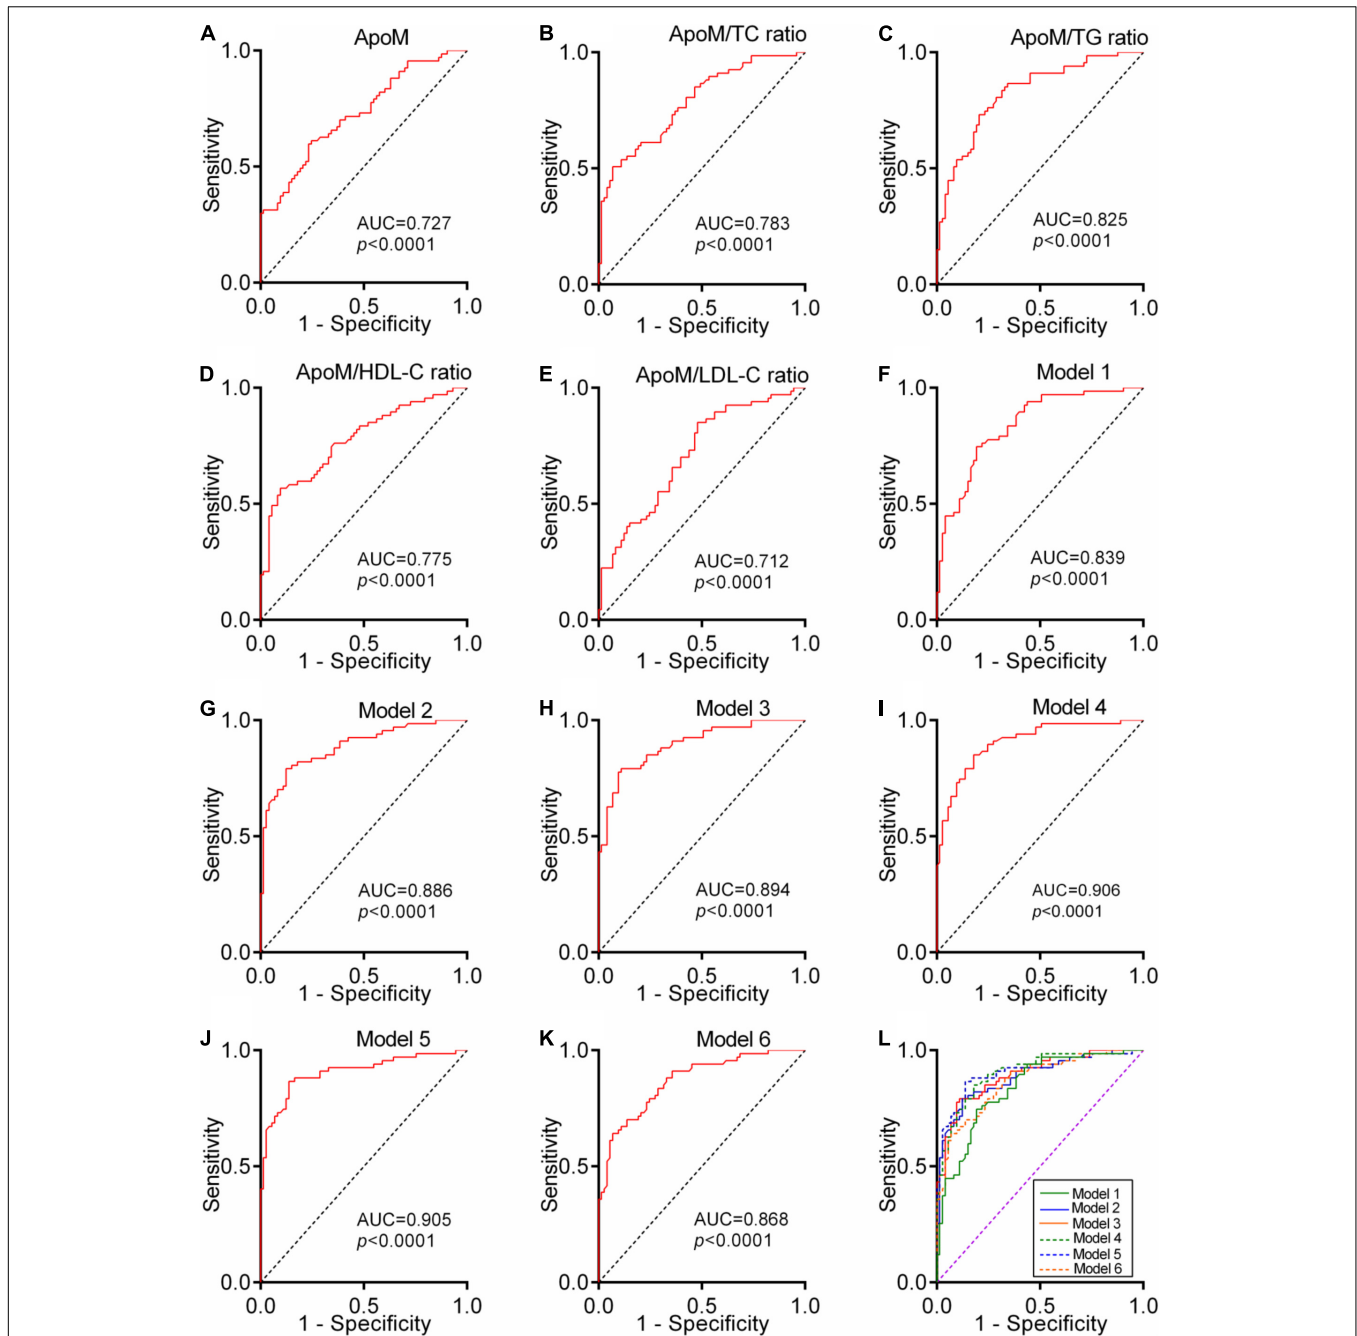 A
ApoM
Sensitivity
1.0
0.5
0.0
AUC=0.727
p<0.0001
0.0 0.5 1.0
1 - Specificity
B
ApoM/TC ratio
Sensitivity
1.0
0.5
0.0
AUC=0.783
p<0.0001
0.0 0.5 1.0
1 - Specificity
C
ApoM/TG ratio
Sensitivity
1.0
0.5
0.0
AUC=0.825
p<0.0001
0.0 0.5 1.0
1 - Specificity
D
ApoM/HDL-C ratio
Sensitivity
1.0
0.5
0.0
AUC=0.775
p<0.0001
0.0 0.5 1.0
1 - Specificity
E
ApoM/LDL-C ratio
Sensitivity
1.0
0.5
0.0
AUC=0.712
p<0.0001
0.0 0.5 1.0
1 - Specificity
F
Model 1
Sensitivity
1.0
0.5
0.0
AUC=0.839
p<0.0001
0.0 0.5 1.0
1 - Specificity
G
Model 2
Sensitivity
1.0
0.5
0.0
AUC=0.886
p<0.0001
0.0 0.5 1.0
1 - Specificity
H
Model 3
Sensitivity
1.0
0.5
0.0
AUC=0.894
p<0.0001
0.0 0.5 1.0
1 - Specificity
I
Model 4
Sensitivity
1.0
0.5
0.0
AUC=0.906
p<0.0001
0.0 0.5 1.0
1 - Specificity
J
Model 5
Sensitivity
1.0
0.5
0.0
AUC=0.905
p<0.0001
0.0 0.5 1.0
1 - Specificity
K
Model 6
Sensitivity
1.0
0.5
0.0
AUC=0.868
p<0.0001
0.0 0.5 1.0
1 - Specificity
L
Sensitivity
1.0
0.5
0.0
Model 1
Model 2
Model 3
Model 4
Model 5
Model 6
0.0 0.5 1.0
1 - Specificity